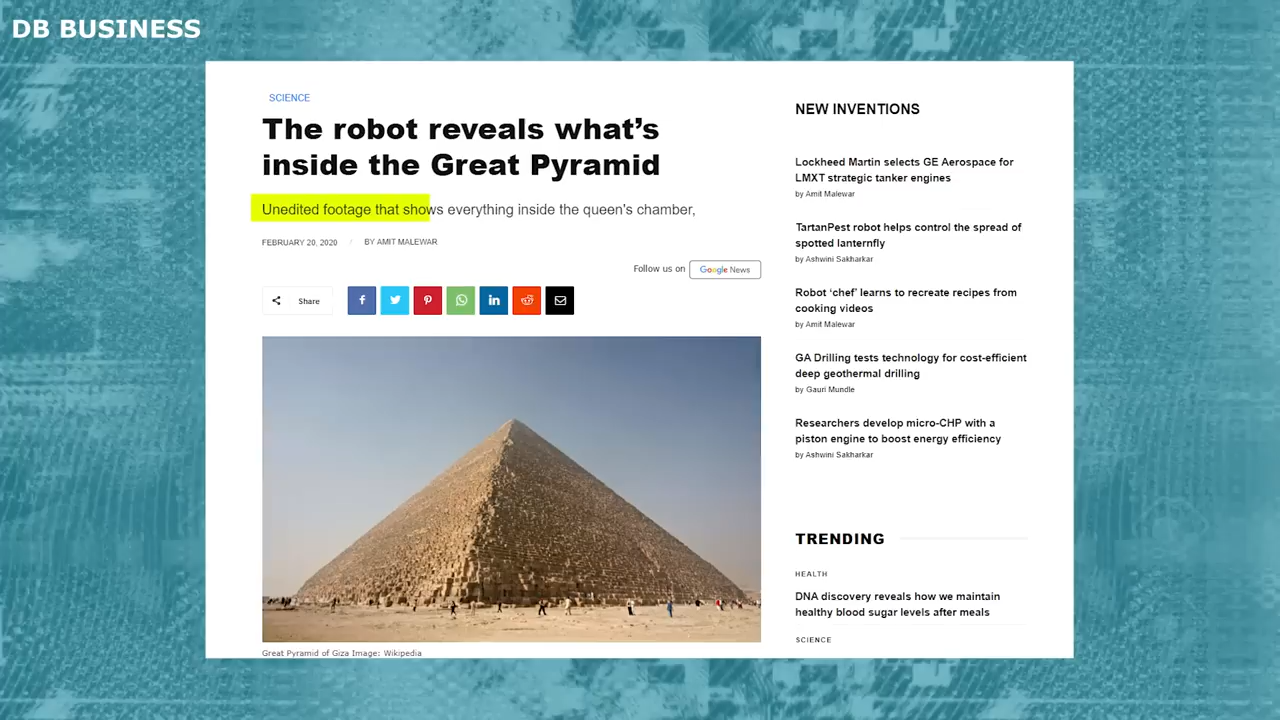 DB BUSINESS
SCIENCE
The robot reveals what's
inside the Great Pyramid
Unedited footage that shows everything inside the queen's chamber,
FEBRUARY 20, 2020 / BY AMIT MALEWAR
Follow us on Google News
Share
Great Pyramid of Giza Image: Wikipedia
NEW INVENTIONS
Lockheed Martin selects GE Aerospace for
LMXT strategic tanker engines
by Amit Malewar
TartanPest robot helps control the spread of
spotted lanternfly
by Ashwini Sakharkar
Robot ‘chef’ learns to recreate recipes from
cooking videos
by Amit Malewar
GA Drilling tests technology for cost-efficient
deep geothermal drilling
by Gauri Mundle
Researchers develop micro-CHP with a
piston engine to boost energy efficiency
by Ashwini Sakharkar
TRENDING
HEALTH
DNA discovery reveals how we maintain
healthy blood sugar levels after meals
SCIENCE